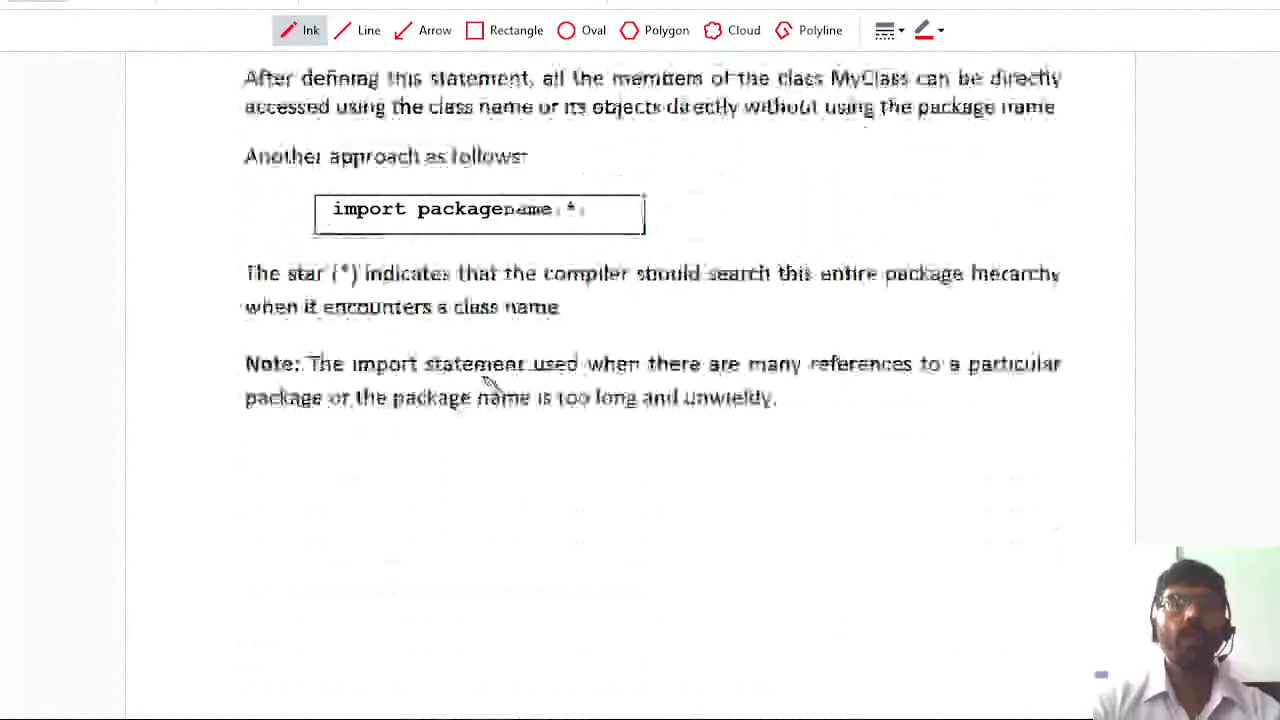 Ink Line Arrow Rectangle Oval Polygon Cloud Polyline
After defining this statement, all the members of the class MyClass can be directly
accessed using the class name or its objects directly without using the package name
Another approach as follows:
import packagename.*;
The star (*) indicates that the compiler should search this entire package hierarchy
when it encounters a class name
Note: The import statement used when there are many references to a particular
package or the package name is too long and unwieldy.